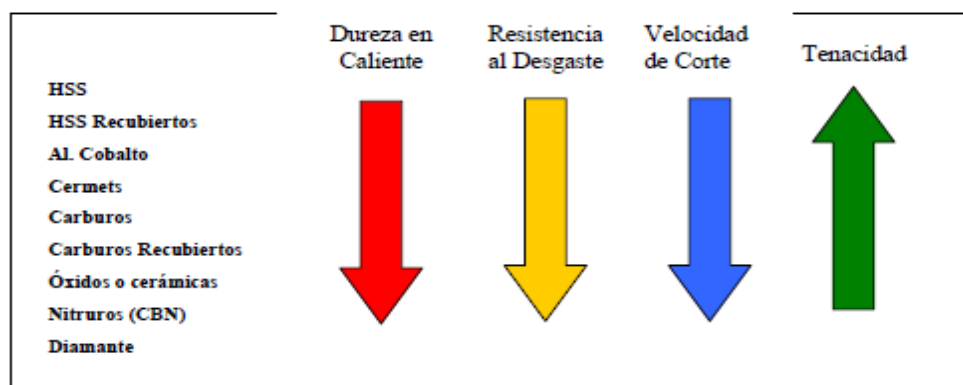 Dureza en
Caliente
Resistencia
al Desgaste
Velocidad
de Corte
Tenacidad
HSS
HSS Recubiertos
Al. Cobalto
Cermets
Carburos
Carburos Recubiertos
Óxidos o cerámicas
Nitruros (CBN)
Diamante